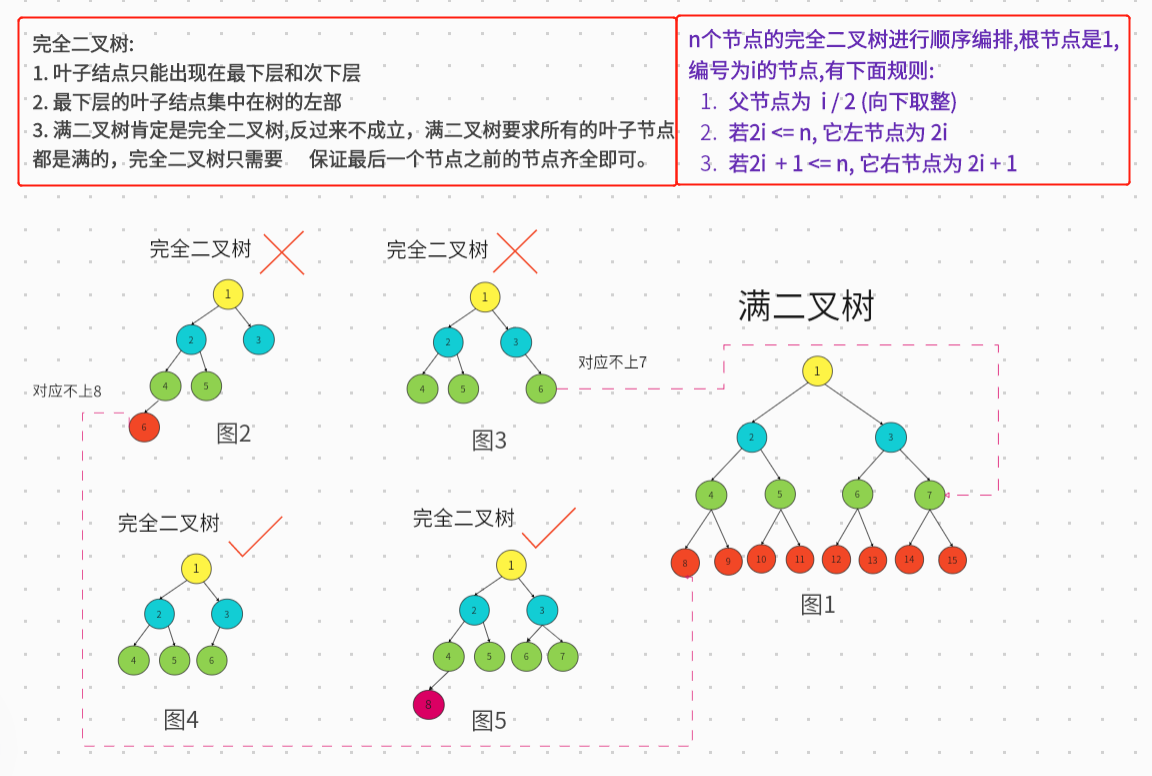 完全二叉树:
1. 叶子结点只能出现在最下层和次下层
2. 最下层的叶子结点集中在树的左部
3. 满二叉树肯定是完全二叉树,反过来不成立，满二叉树要求所有的叶子节点
都是满的，完全二叉树只需要 保证最后一个节点之前的节点齐全即可。
n个节点的完全二叉树进行顺序编排,根节点是1,
编号为i的节点,有下面规则:
1. 父节点为 i / 2 (向下取整)
2. 若2i <= n, 它左节点为 2i
3. 若2i + 1 <= n, 它右节点为 2i + 1
完全二叉树
1
2
3
4
5
6
对应不上8
图2
完全二叉树
1
2
3
4
5
6
对应不上7
图3
满二叉树
1
2
3
4
5
6
7
8
9
10
11
12
13
14
15
图1
完全二叉树
1
2
3
4
5
6
图4
完全二叉树
1
2
3
4
5
6
7
8
图5